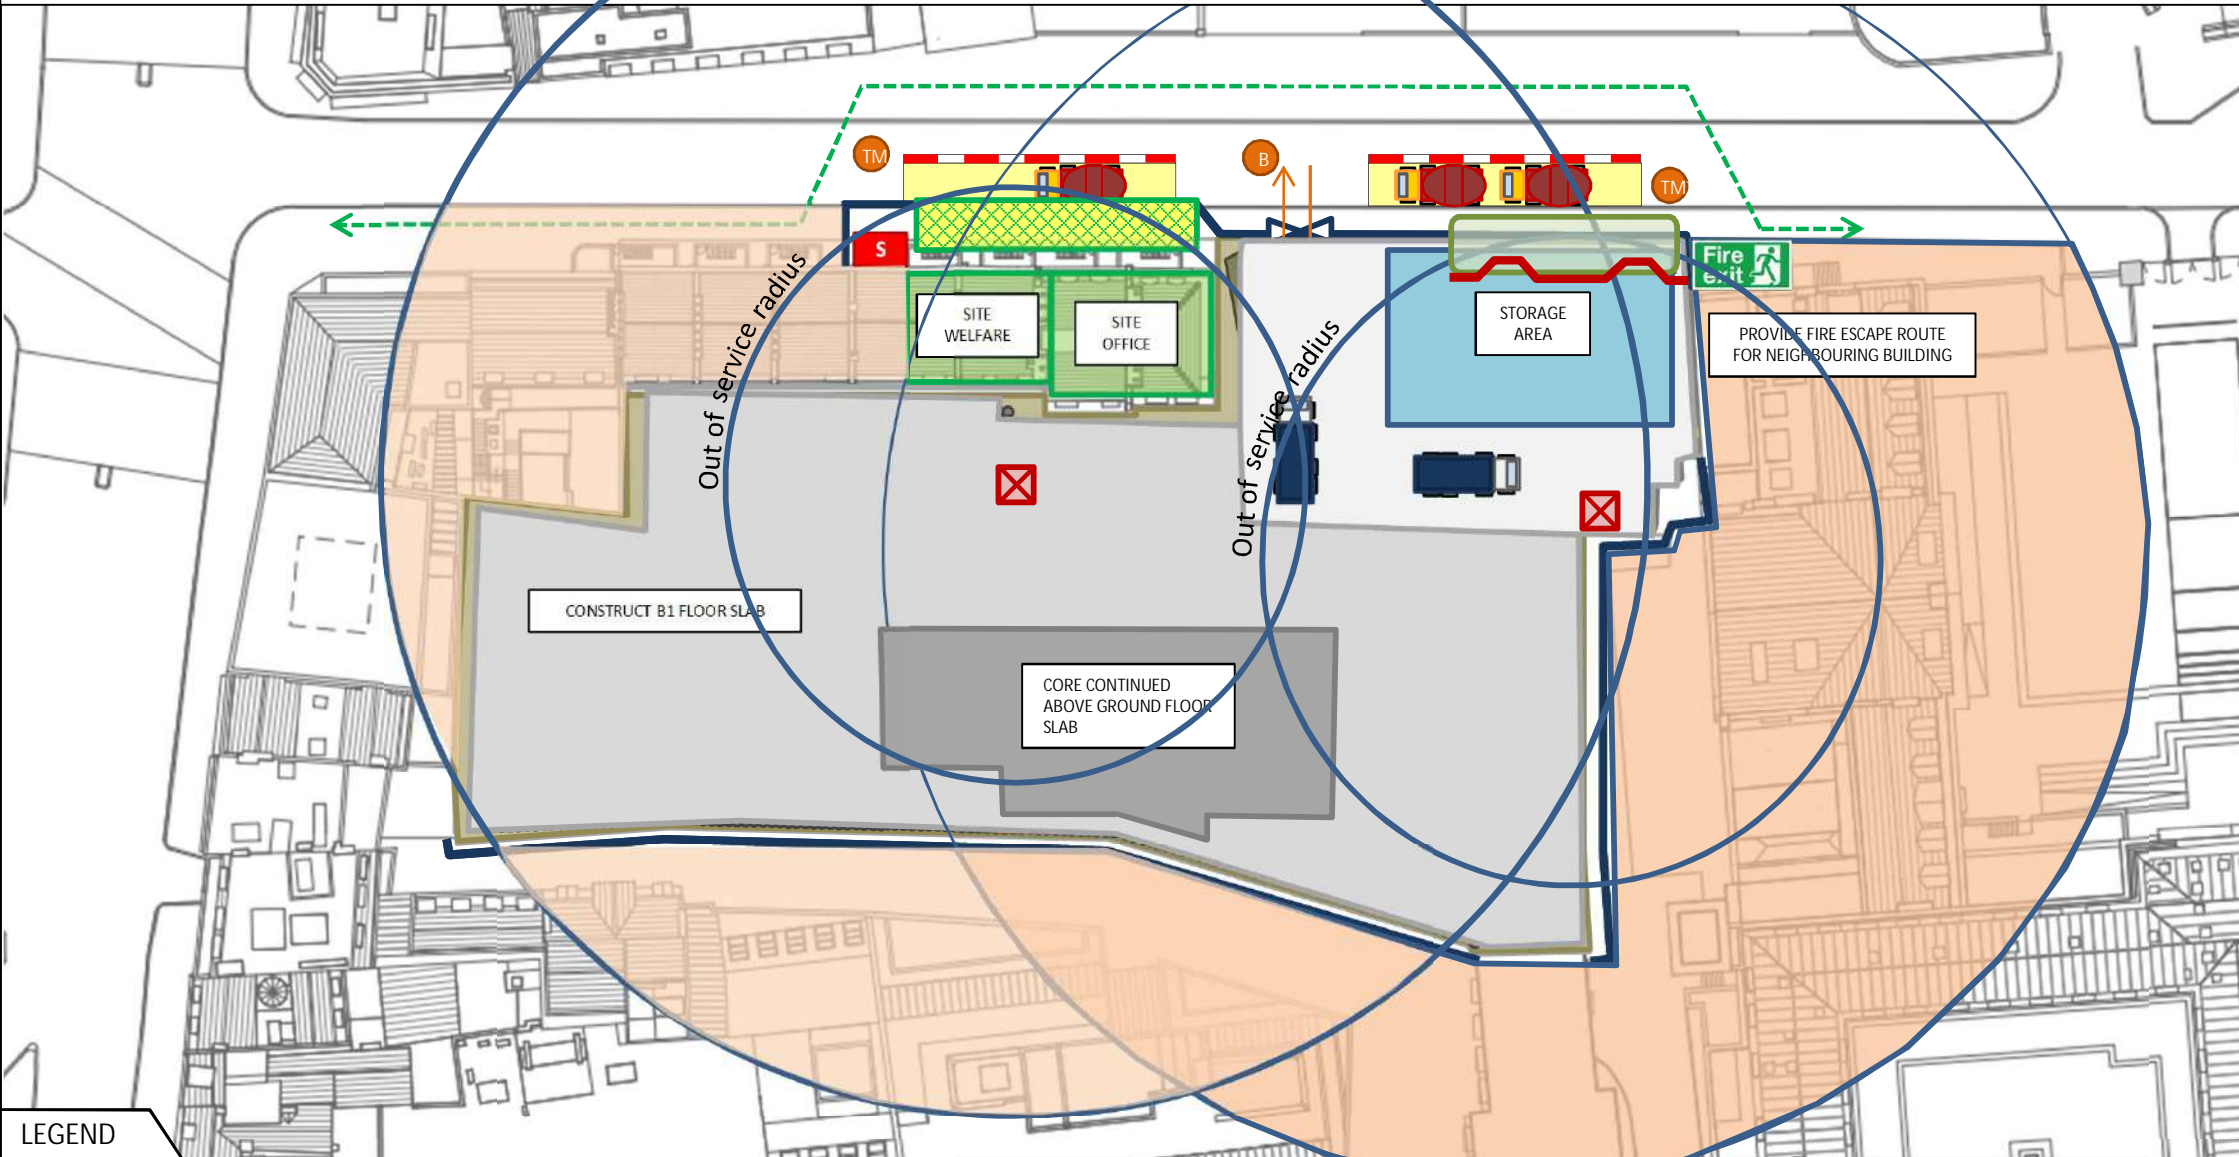 TM
B
TM
S
Fire
exit
SITE
WELFARE
SITE
OFFICE
STORAGE
AREA
PROVIDE FIRE ESCAPE ROUTE
FOR NEIGHBOURING BUILDING
Out of service radius
Out of service radius
CONSTRUCT B1 FLOOR SLAB
CORE CONTINUED
ABOVE GROUND FLOOR
SLAB
LEGEND